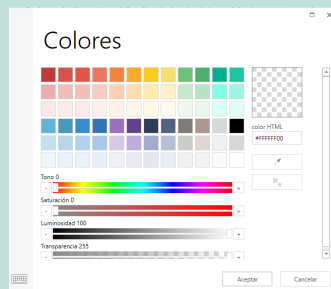 Colores
color HTML
#FFFFFF00
Tono 0
- +
Saturación 0
- +
Luminosidad 100
- +
Transparencia 255
- +
Aceptar Cancelar